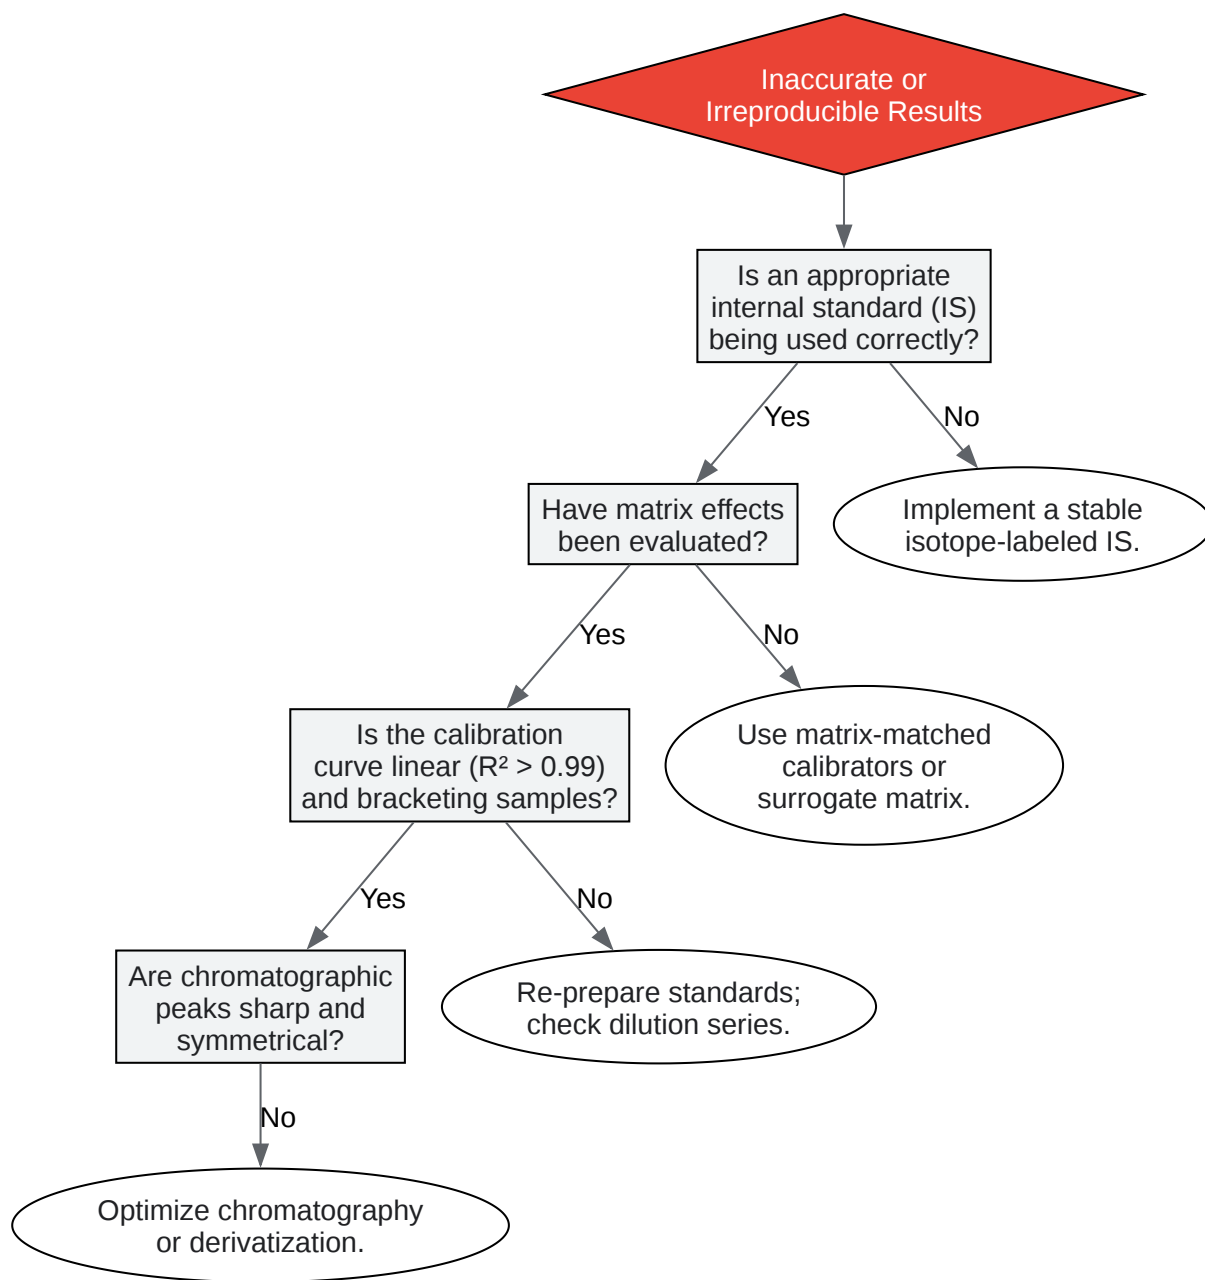 Inaccurate or
Irreproducible Results
Is an appropriate
internal standard (IS)
being used correctly?
Yes
No
Have matrix effects
been evaluated?
Implement a stable
isotope-labeled IS.
Yes
No
Is the calibration
curve linear (R² > 0.99)
and bracketing samples?
Use matrix-matched
calibrators or
surrogate matrix.
Yes
No
Are chromatographic
peaks sharp and
symmetrical?
Re-prepare standards;
check dilution series.
No
Optimize chromatography
or derivatization.